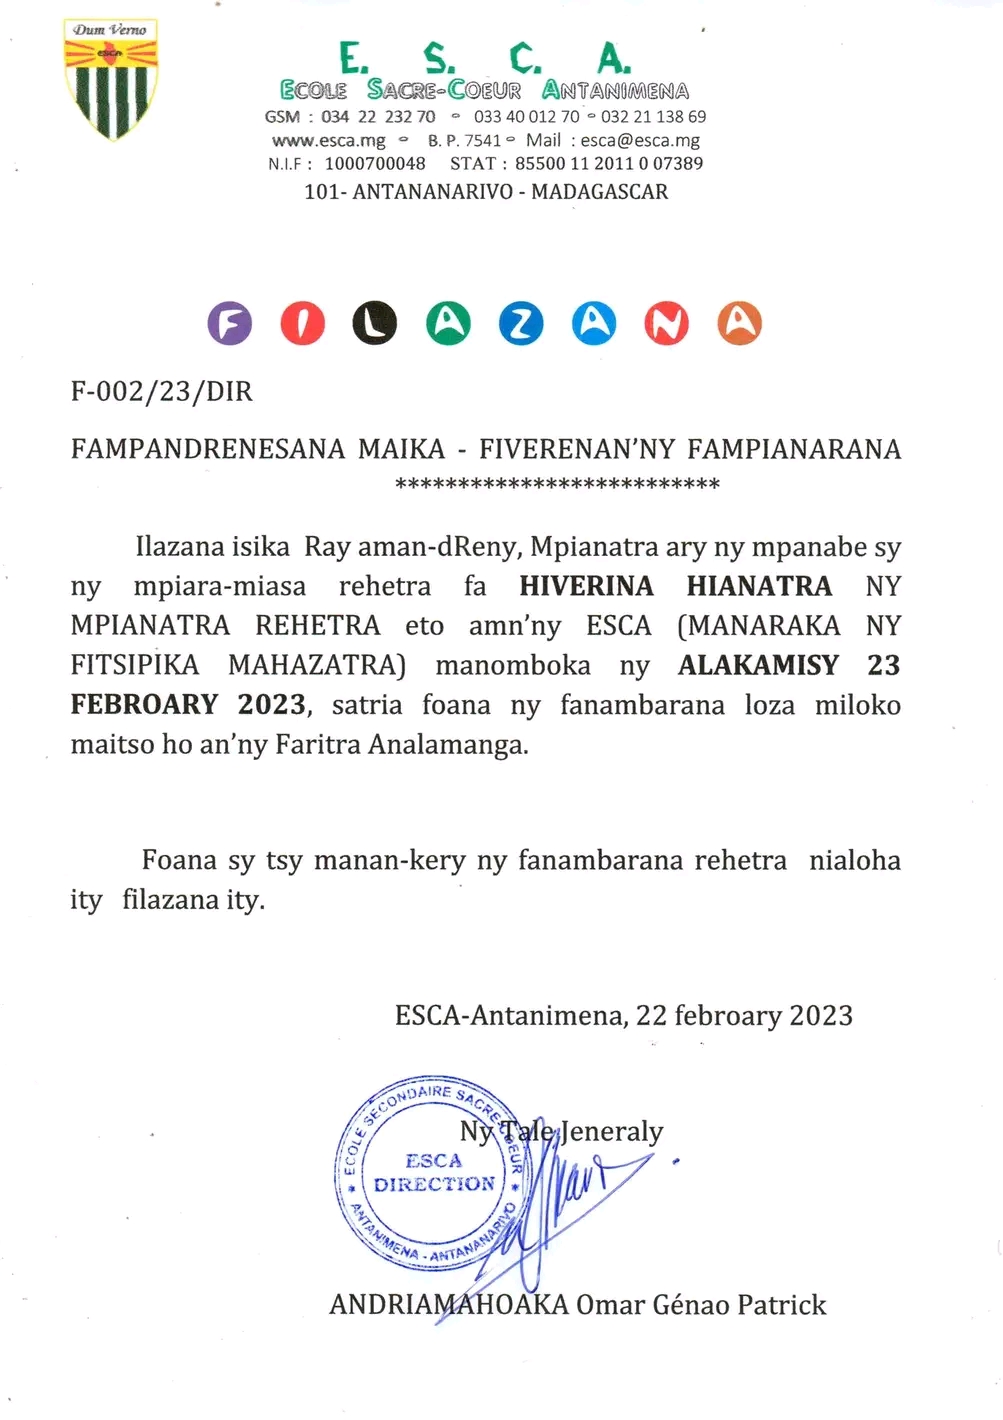 Dum Verno
ESCA
E. S. C. A.
ECOLE SACRE-COEUR ANTANIMENA
GSM : 034 22 232 70 - 033 40 012 70 - 032 21 138 69
www.esca.mg - B. P. 7541 - Mail : esca@esca.mg
N.I.F : 1000700048 STAT : 85500 11 2011 0 07389
101- ANTANANARIVO - MADAGASCAR
FILAZANA
F-002/23/DIR
FAMPANDRENESANA MAIKA - FIVERENAN'NY FAMPIANARANA
**************************
Ilazana isika Ray aman-dReny, Mpianatra ary ny mpanabe sy
ny mpiara-miasa rehetra fa HIVERINA HIANATRA NY
MPIANATRA REHETRA eto amn'ny ESCA (MANARAKA NY
FITSIPIKA MAHAZATRA) manomboka ny ALAKAMISY 23
FEBROARY 2023, satria foana ny fanambarana loza miloko
maitso ho an'ny Faritra Analamanga.
Foana sy tsy manan-kery ny fanambarana rehetra nialoha
ity filazana ity.
ESCA-Antanimena, 22 febroary 2023
Ny Tale Jeneraly
ECOLE SECONDAIRE SACRE-COEUR
ESCA
DIRECTION
* ANTANIMENA - ANTANANARIVO *
ANDRIAMAHOAKA Omar Génao Patrick